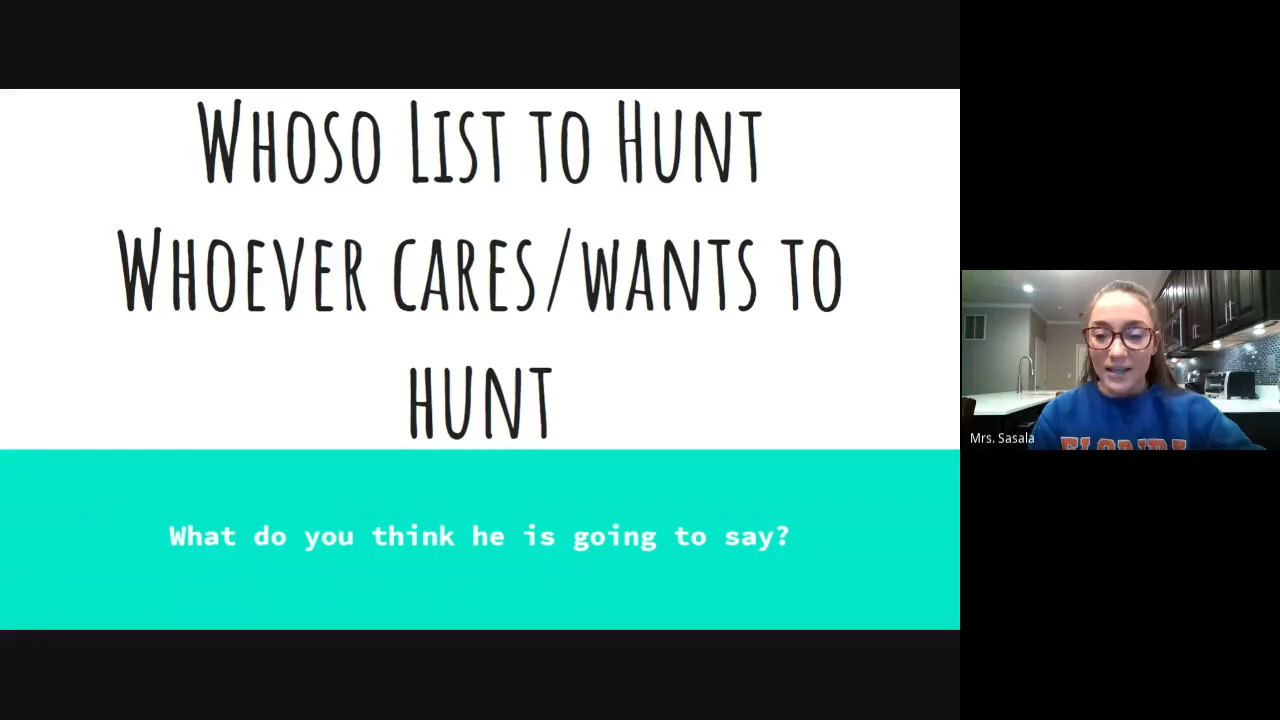 Whoso List to Hunt
Whoever cares/wants to
hunt
What do you think he is going to say?
Mrs. Sasala
FLORIDA